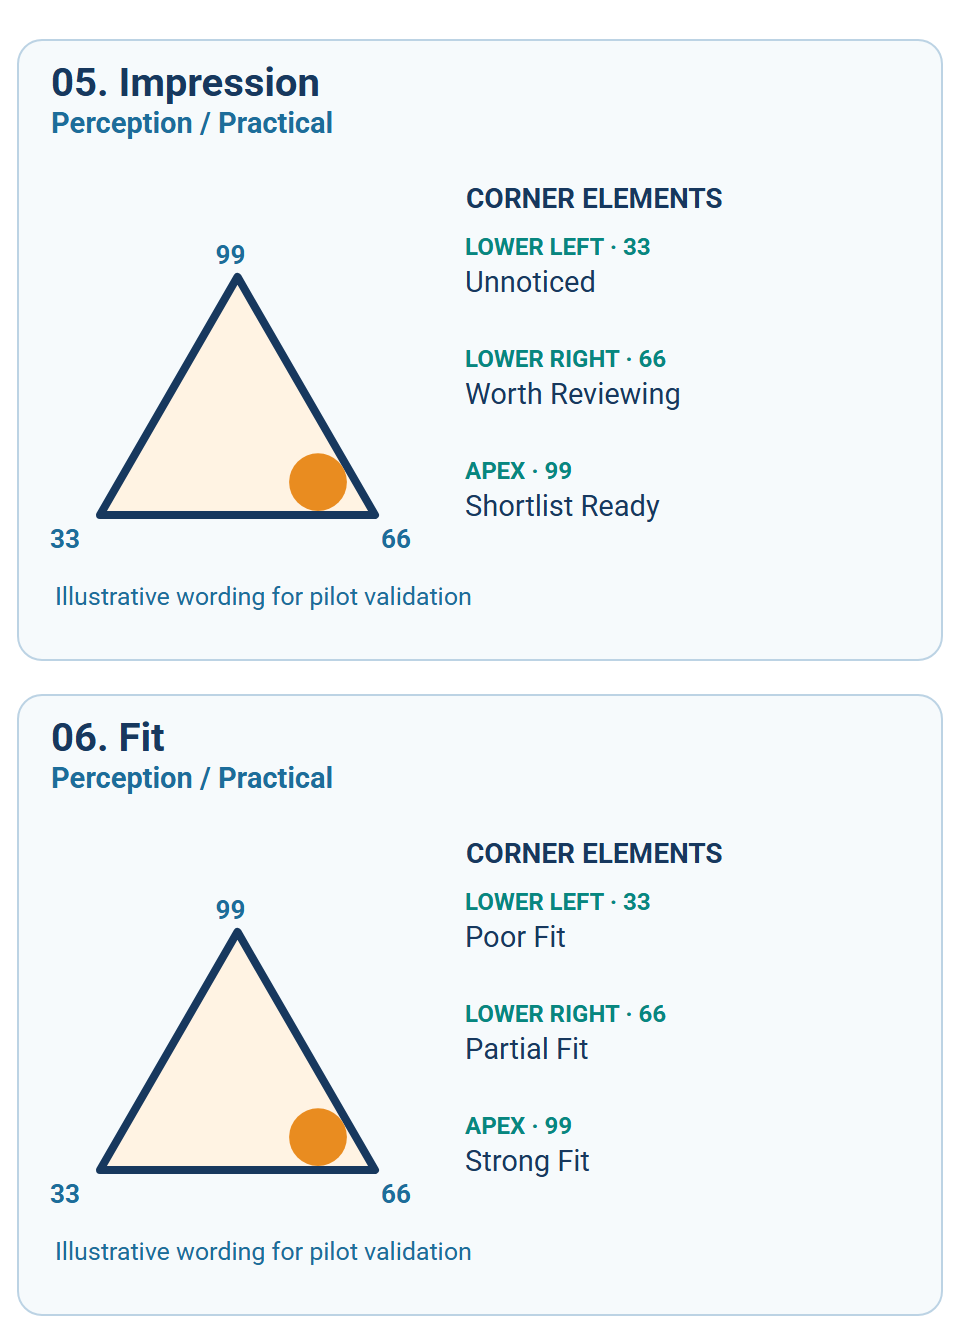 05. Impression
Perception / Practical
CORNER ELEMENTS
LOWER LEFT · 33
Unnoticed
LOWER RIGHT · 66
Worth Reviewing
APEX · 99
Shortlist Ready
99
33
66
Illustrative wording for pilot validation
06. Fit
Perception / Practical
CORNER ELEMENTS
LOWER LEFT · 33
Poor Fit
LOWER RIGHT · 66
Partial Fit
APEX · 99
Strong Fit
99
33
66
Illustrative wording for pilot validation